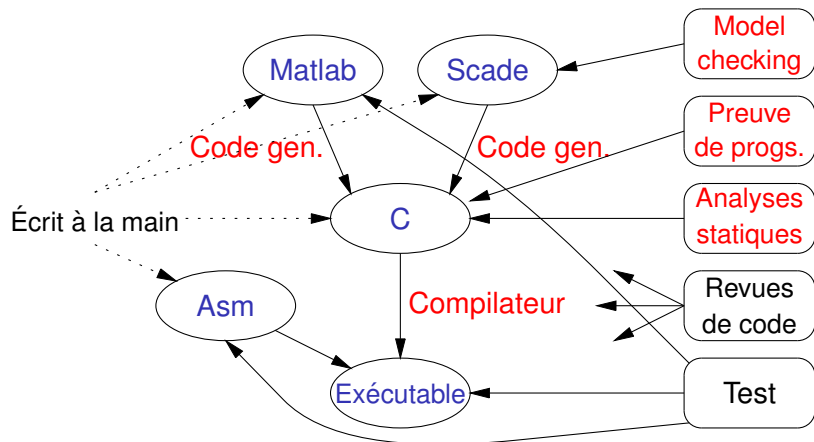 Matlab
Scade
Model
checking
Code gen.
Code gen.
Preuve
de progs.
Écrit à la main
C
Analyses
statiques
Asm
Compilateur
Revues
de code
Exécutable
Test